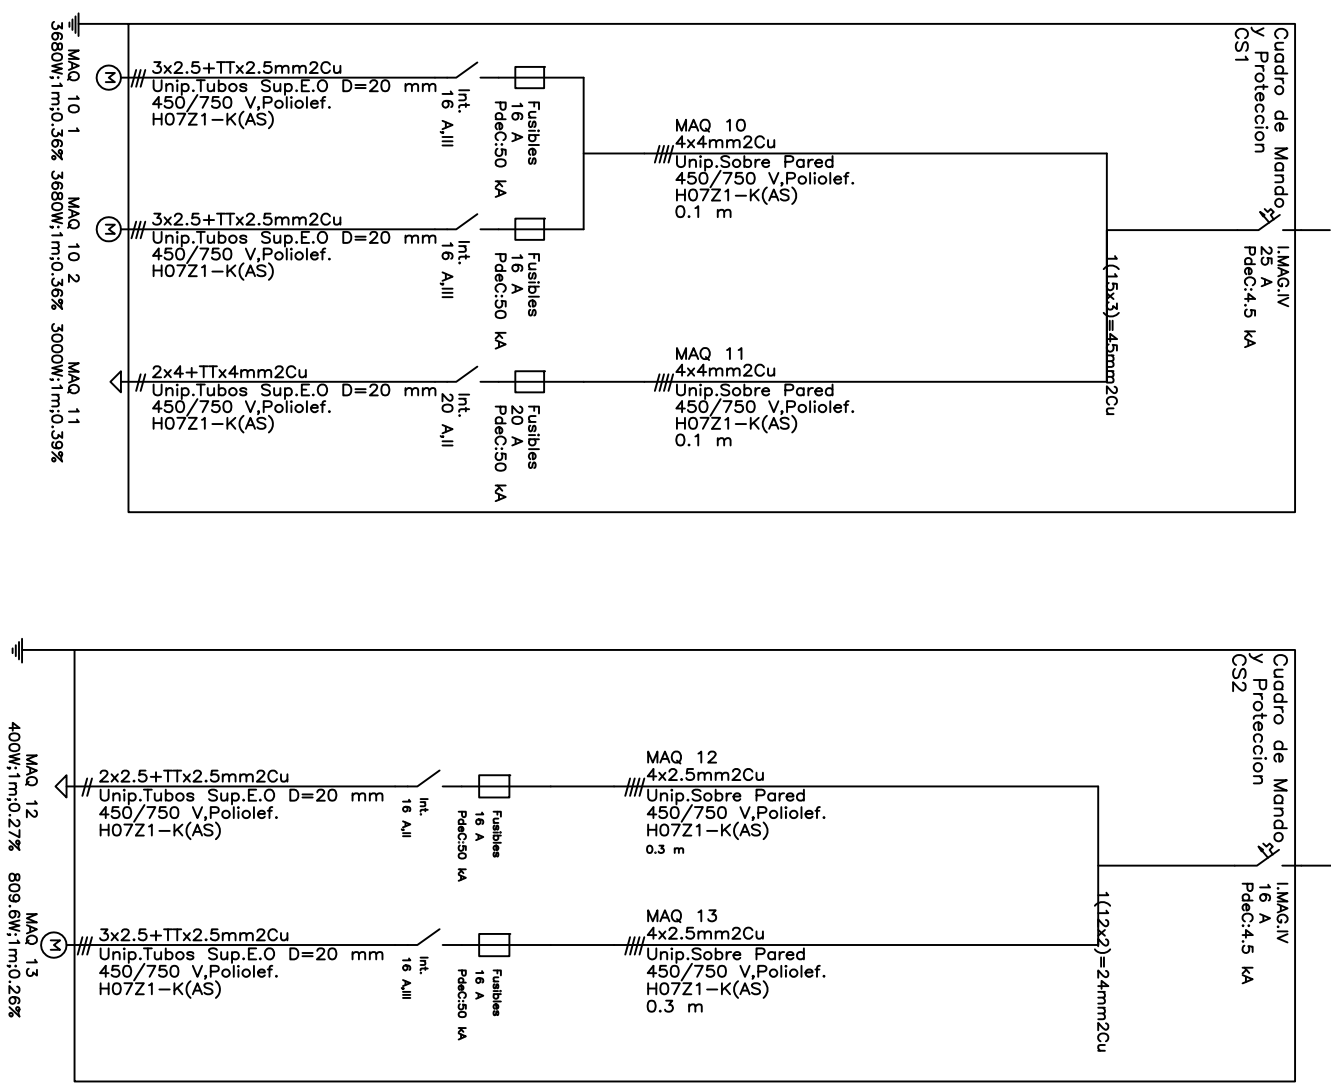 Cuadro de Mando
y Proteccion
CS1
I.MAG.IV
25 A
PdeC:4.5 kA
1(15x3)=45mm2Cu
MAQ 10
4x4mm2Cu
Unip.Sobre Pared
450/750 V,Poliolef.
H07Z1-K(AS)
0.1 m
MAQ 11
4x4mm2Cu
Unip.Sobre Pared
450/750 V,Poliolef.
H07Z1-K(AS)
0.1 m
Fusibles
16 A
PdeC:50 kA
Int.
16 A,III
3x2.5+TTx2.5mm2Cu
Unip.Tubos Sup.E.O D=20 mm
450/750 V,Poliolef.
H07Z1-K(AS)
M
MAQ 10 1
3680W;1m;0.36%
Fusibles
16 A
PdeC:50 kA
Int.
16 A,III
3x2.5+TTx2.5mm2Cu
Unip.Tubos Sup.E.O D=20 mm
450/750 V,Poliolef.
H07Z1-K(AS)
M
MAQ 10 2
3680W;1m;0.36%
Fusibles
20 A
PdeC:50 kA
Int.
20 A,II
2x4+TTx4mm2Cu
Unip.Tubos Sup.E.O D=20 mm
450/750 V,Poliolef.
H07Z1-K(AS)
MAQ 11
3000W;1m;0.39%
Cuadro de Mando
y Proteccion
CS2
I.MAG.IV
16 A
PdeC:4.5 kA
1(12x2)=24mm2Cu
MAQ 12
4x2.5mm2Cu
Unip.Sobre Pared
450/750 V,Poliolef.
H07Z1-K(AS)
0.3 m
Fusibles
16 A
PdeC:50 kA
Int.
16 A,II
2x2.5+TTx2.5mm2Cu
Unip.Tubos Sup.E.O D=20 mm
450/750 V,Poliolef.
H07Z1-K(AS)
MAQ 12
400W;1m;0.27%
MAQ 13
4x2.5mm2Cu
Unip.Sobre Pared
450/750 V,Poliolef.
H07Z1-K(AS)
0.3 m
Fusibles
16 A
PdeC:50 kA
Int.
16 A,III
3x2.5+TTx2.5mm2Cu
Unip.Tubos Sup.E.O D=20 mm
450/750 V,Poliolef.
H07Z1-K(AS)
M
MAQ 13
809.6W;1m;0.26%